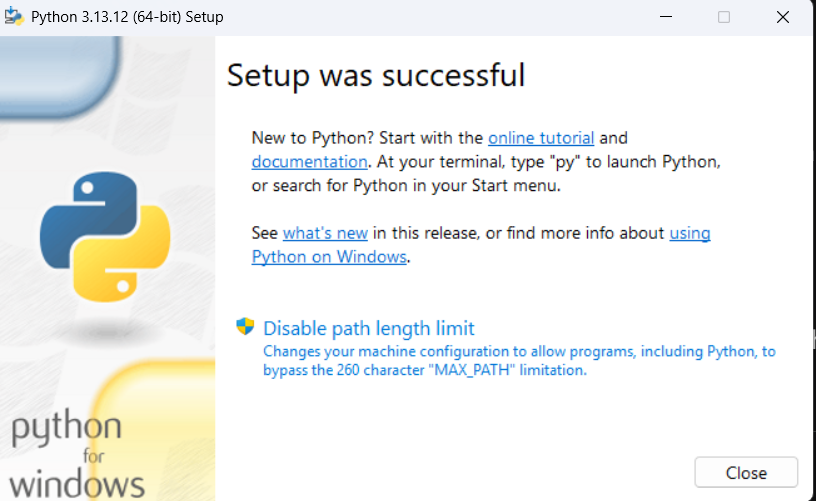 Python 3.13.12 (64-bit) Setup
Setup was successful
New to Python? Start with the online tutorial and
documentation. At your terminal, type "py" to launch Python,
or search for Python in your Start menu.
See what's new in this release, or find more info about using
Python on Windows.
Disable path length limit
Changes your machine configuration to allow programs, including Python, to
bypass the 260 character "MAX_PATH" limitation.
python
for
windows
Close